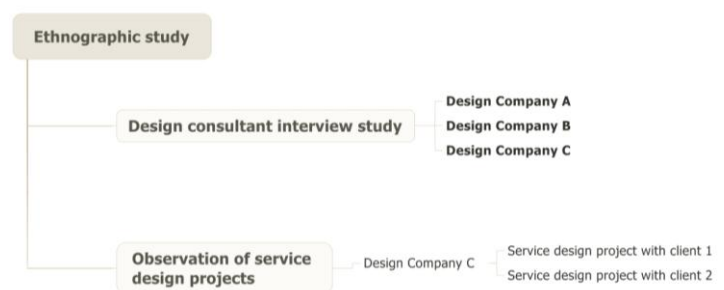 Ethnographic study
Design consultant interview study
Design Company A
Design Company B
Design Company C
Observation of service
design projects
Design Company C
Service design project with client 1
Service design project with client 2